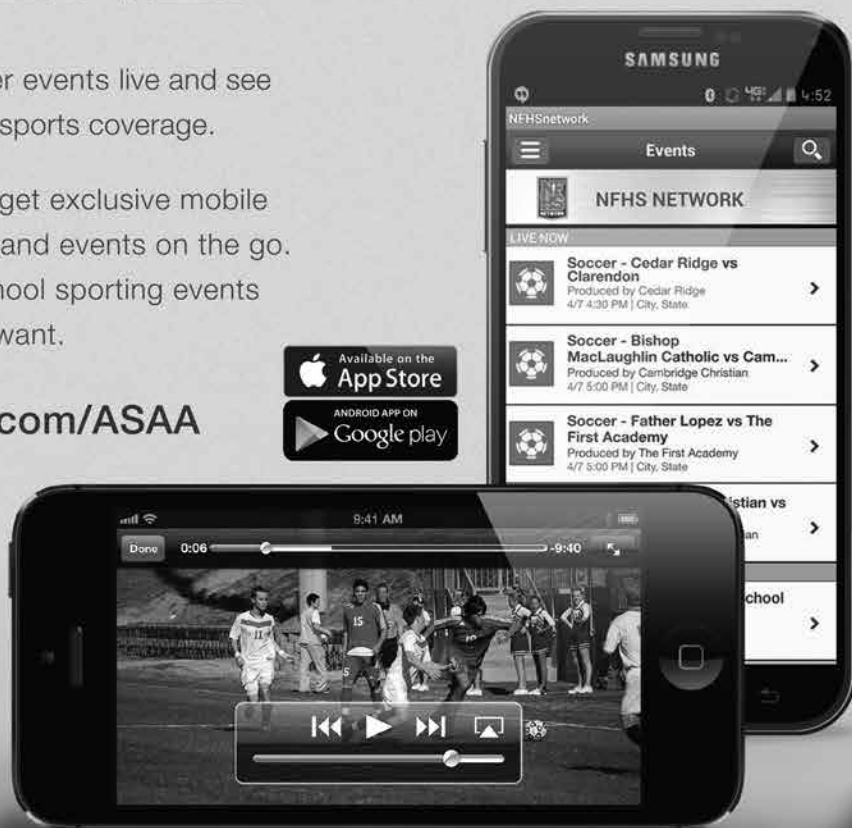 er events live and see
sports coverage.
get exclusive mobile
and events on the go.
hool sporting events
want.
com/ASAA
Available on the
App Store
ANDROID APP ON
Google play
SAMSUNG
4G 4:52
NFHSnetwork
Events
NFHS NETWORK
LIVE NOW
Soccer - Cedar Ridge vs
Clarendon
Produced by Cedar Ridge
4/7 4:30 PM | City, State
Soccer - Bishop
MacLaughlin Catholic vs Cam...
Produced by Cambridge Christian
4/7 5:00 PM | City, State
Soccer - Father Lopez vs The
First Academy
Produced by The First Academy
4/7 5:00 PM | City, State
stian vs
ian
chool
9:41 AM
Done 0:06 -9:40
11
15